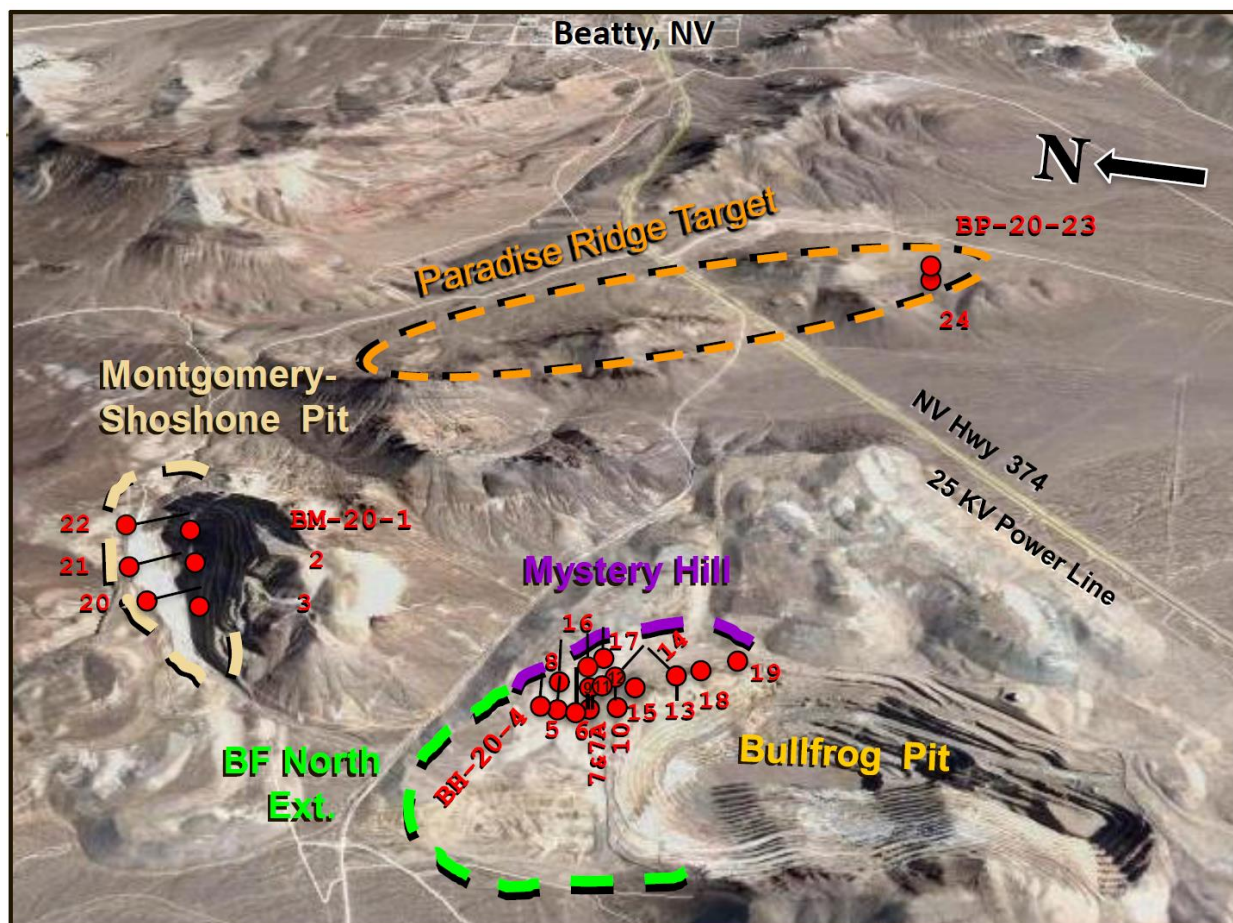 Beatty, NV
N
BP-20-23
Paradise Ridge Target
24
Montgomery-
Shoshone Pit
NV Hwy 374
25 KV Power Line
22
BM-20-1
21
2
20
3
Mystery Hill
16
17
14
8
19
18
13
15
10
7&7A
6
5
BH-20-4
BF North
Ext.
Bullfrog Pit